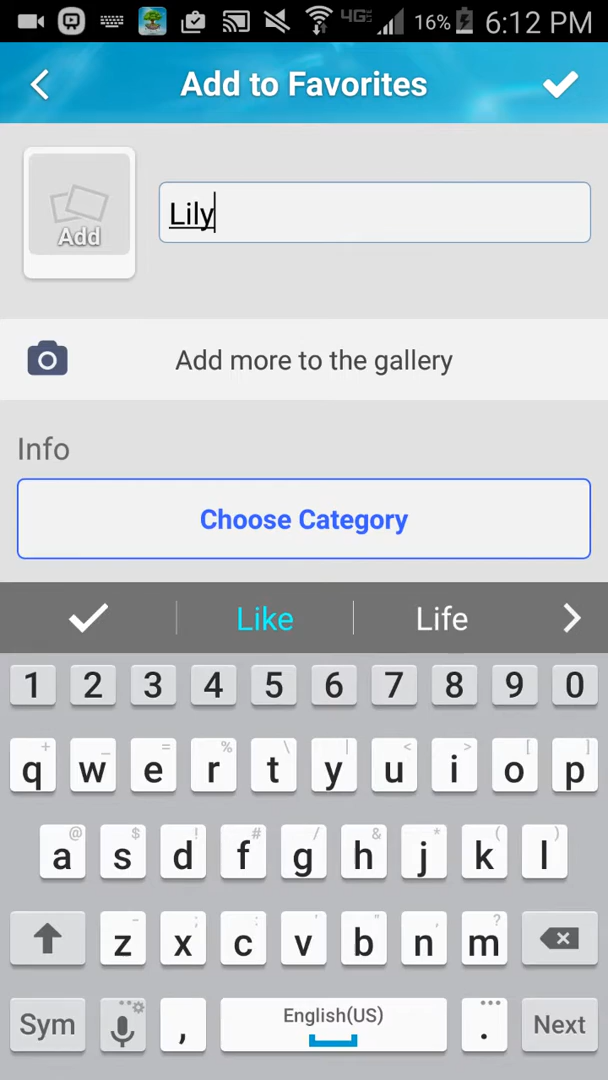 4G 16% 6:12 PM
Add to Favorites
Add
Lily
Add more to the gallery
Info
Choose Category
Like Life
1 2 3 4 5 6 7 8 9 0
+ _ = % \ | < > [ ]
q w e r t y u i o p
@ $ ! # / & * ( )
a s d f g h j k l
- ; : ' " , ?
z x c v b n m
Sym , English(US) . Next